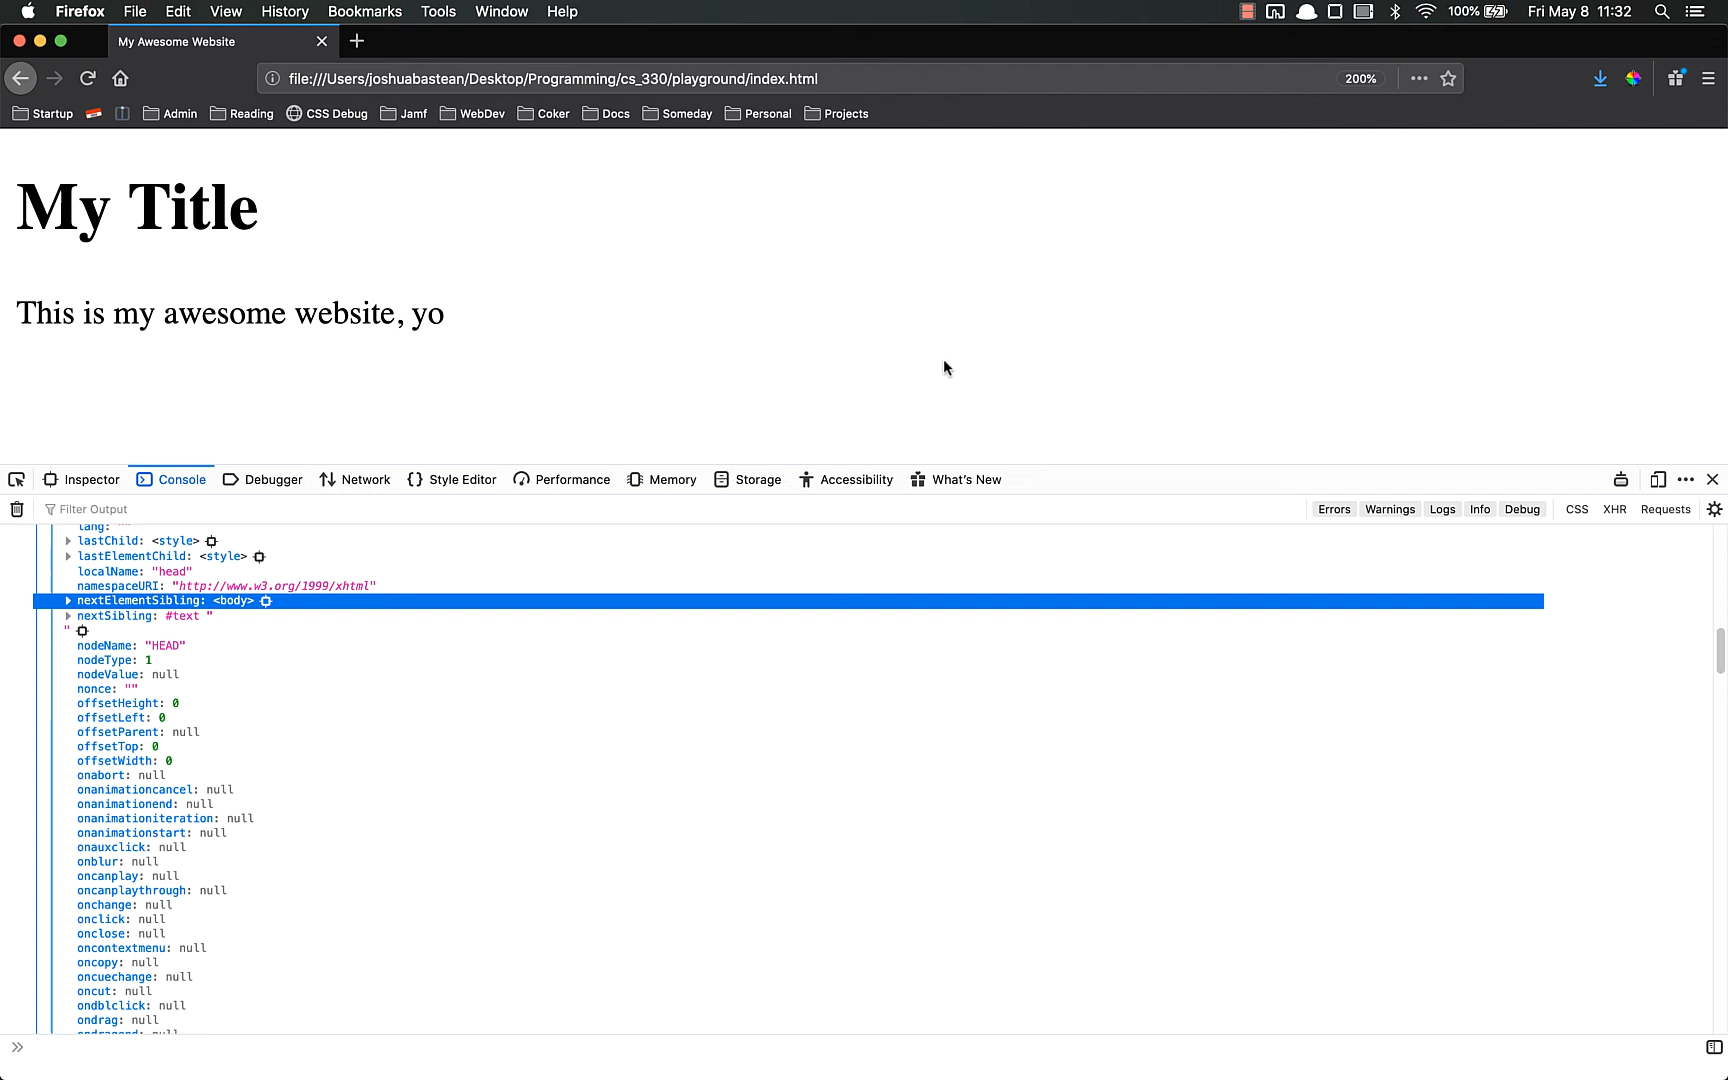 Firefox File Edit View History Bookmarks Tools Window Help 100% Fri May 8 11:32
My Awesome Website
file:///Users/joshuabastean/Desktop/Programming/cs_330/playground/index.html 200%
Startup Admin Reading CSS Debug Jamf WebDev Coker Docs Someday Personal Projects
My Title
This is my awesome website, yo
Inspector Console Debugger Network Style Editor Performance Memory Storage Accessibility What's New
Filter Output Errors Warnings Logs Info Debug CSS XHR Requests
lang: ""
lastChild: <style>
lastElementChild: <style>
localName: "head"
namespaceURI: "http://www.w3.org/1999/xhtml"
nextElementSibling: <body>
nextSibling: #text "
"
nodeName: "HEAD"
nodeType: 1
nodeValue: null
nonce: ""
offsetHeight: 0
offsetLeft: 0
offsetParent: null
offsetTop: 0
offsetWidth: 0
onabort: null
onanimationcancel: null
onanimationend: null
onanimationiteration: null
onanimationstart: null
onauxclick: null
onblur: null
oncanplay: null
oncanplaythrough: null
onchange: null
onclick: null
onclose: null
oncontextmenu: null
oncopy: null
oncuechange: null
oncut: null
ondblclick: null
ondrag: null
ondragend: null